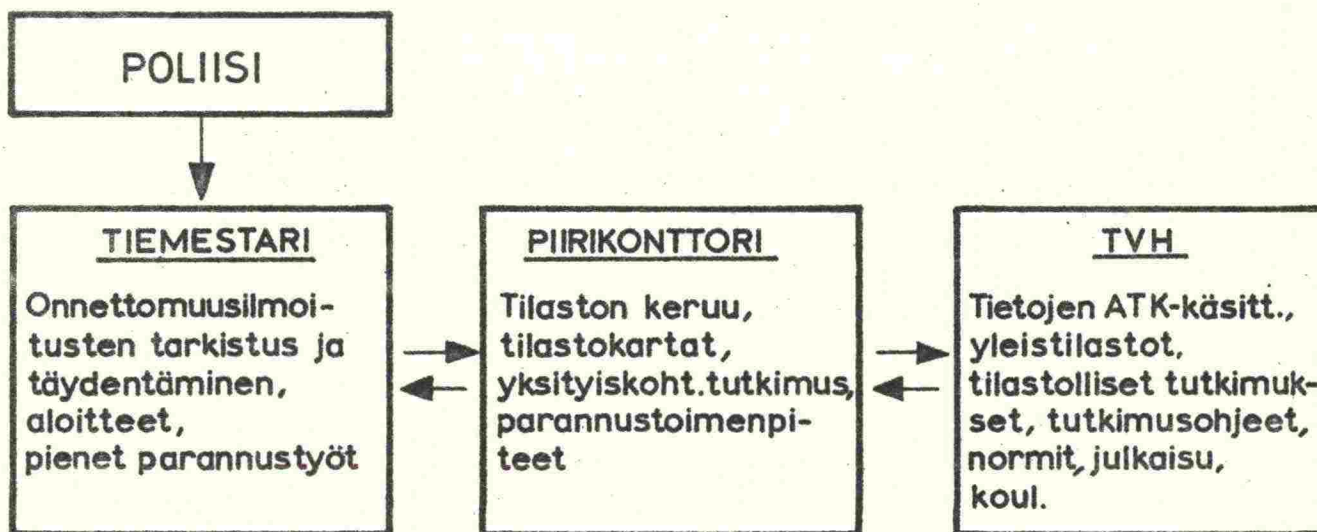 POLIISI
TIEMESTARI
Onnettomuusilmoi-
tusten tarkistus ja
täydentäminen,
aloitteet,
pienet parannustyöt
PIIRIKONTTORI
Tilaston keruu,
tilastokartat,
yksityiskoht.tutkimus,
parannustoimenpi-
teet
TVH
Tietojen ATK-käsitt.,
yleistilastot,
tilastolliset tutkimuk-
set, tutkimusohjeet,
normit, julkaisu,
koul.